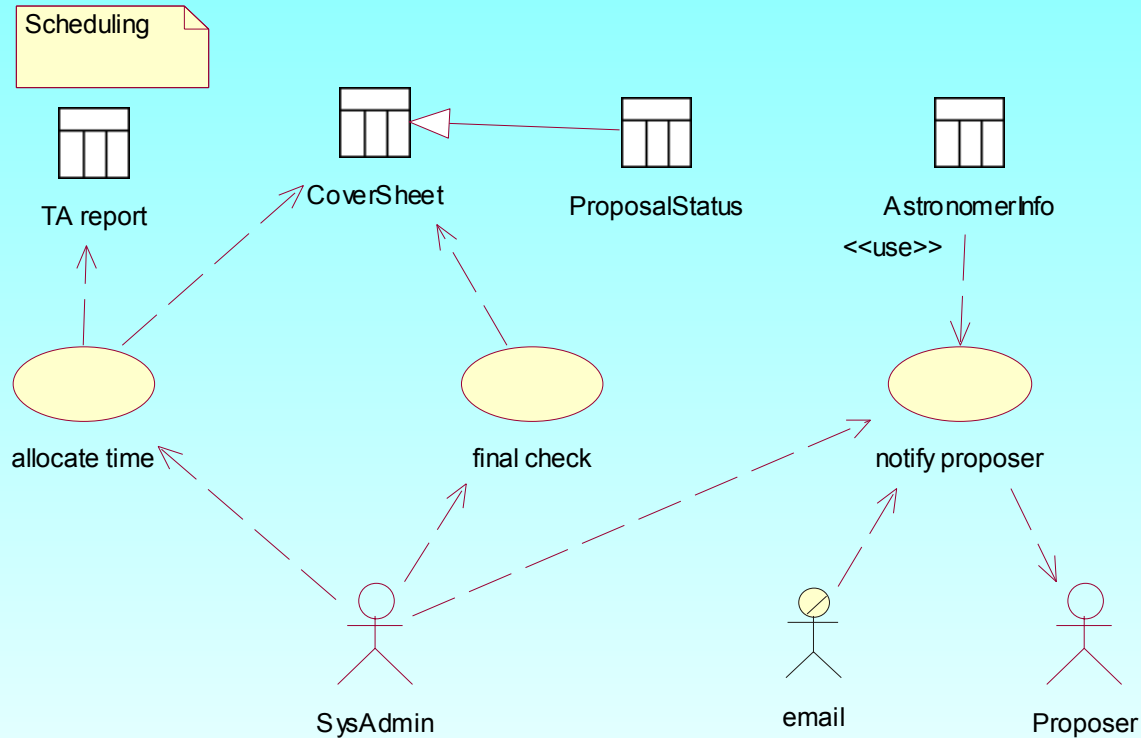 Scheduling
TA report
CoverSheet
ProposalStatus
AstronomerInfo
<<use>>
allocate time
final check
notify proposer
SysAdmin
email
Proposer